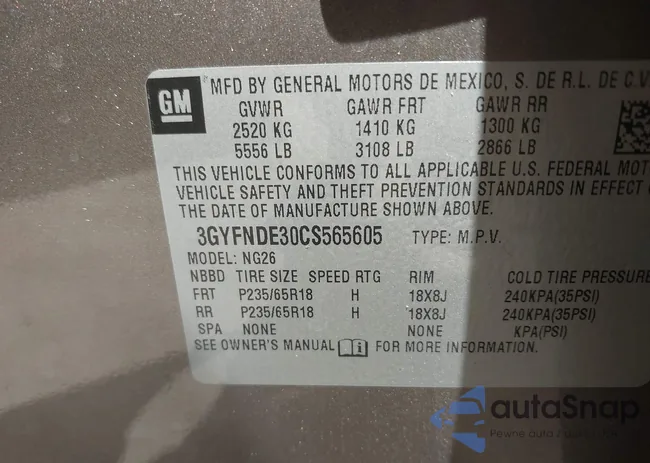 GM
MFD BY GENERAL MOTORS DE MEXICO, S. DE R.L. DE C.V
GVWR GAWR FRT GAWR RR
2520 KG 1410 KG 1300 KG
5556 LB 3108 LB 2866 LB
THIS VEHICLE CONFORMS TO ALL APPLICABLE U.S. FEDERAL MOT
VEHICLE SAFETY AND THEFT PREVENTION STANDARDS IN EFFECT
THE DATE OF MANUFACTURE SHOWN ABOVE.
3GYFNDE30CS565605 TYPE: M.P.V.
MODEL: NG26
NBBD TIRE SIZE SPEED RTG RIM COLD TIRE PRESSURE
FRT P235/65R18 H 18X8J 240KPA(35PSI)
RR P235/65R18 H 18X8J 240KPA(35PSI)
SPA NONE NONE KPA(PSI)
SEE OWNER'S MANUAL FOR MORE INFORMATION.
autoSnap
Pewne auto z